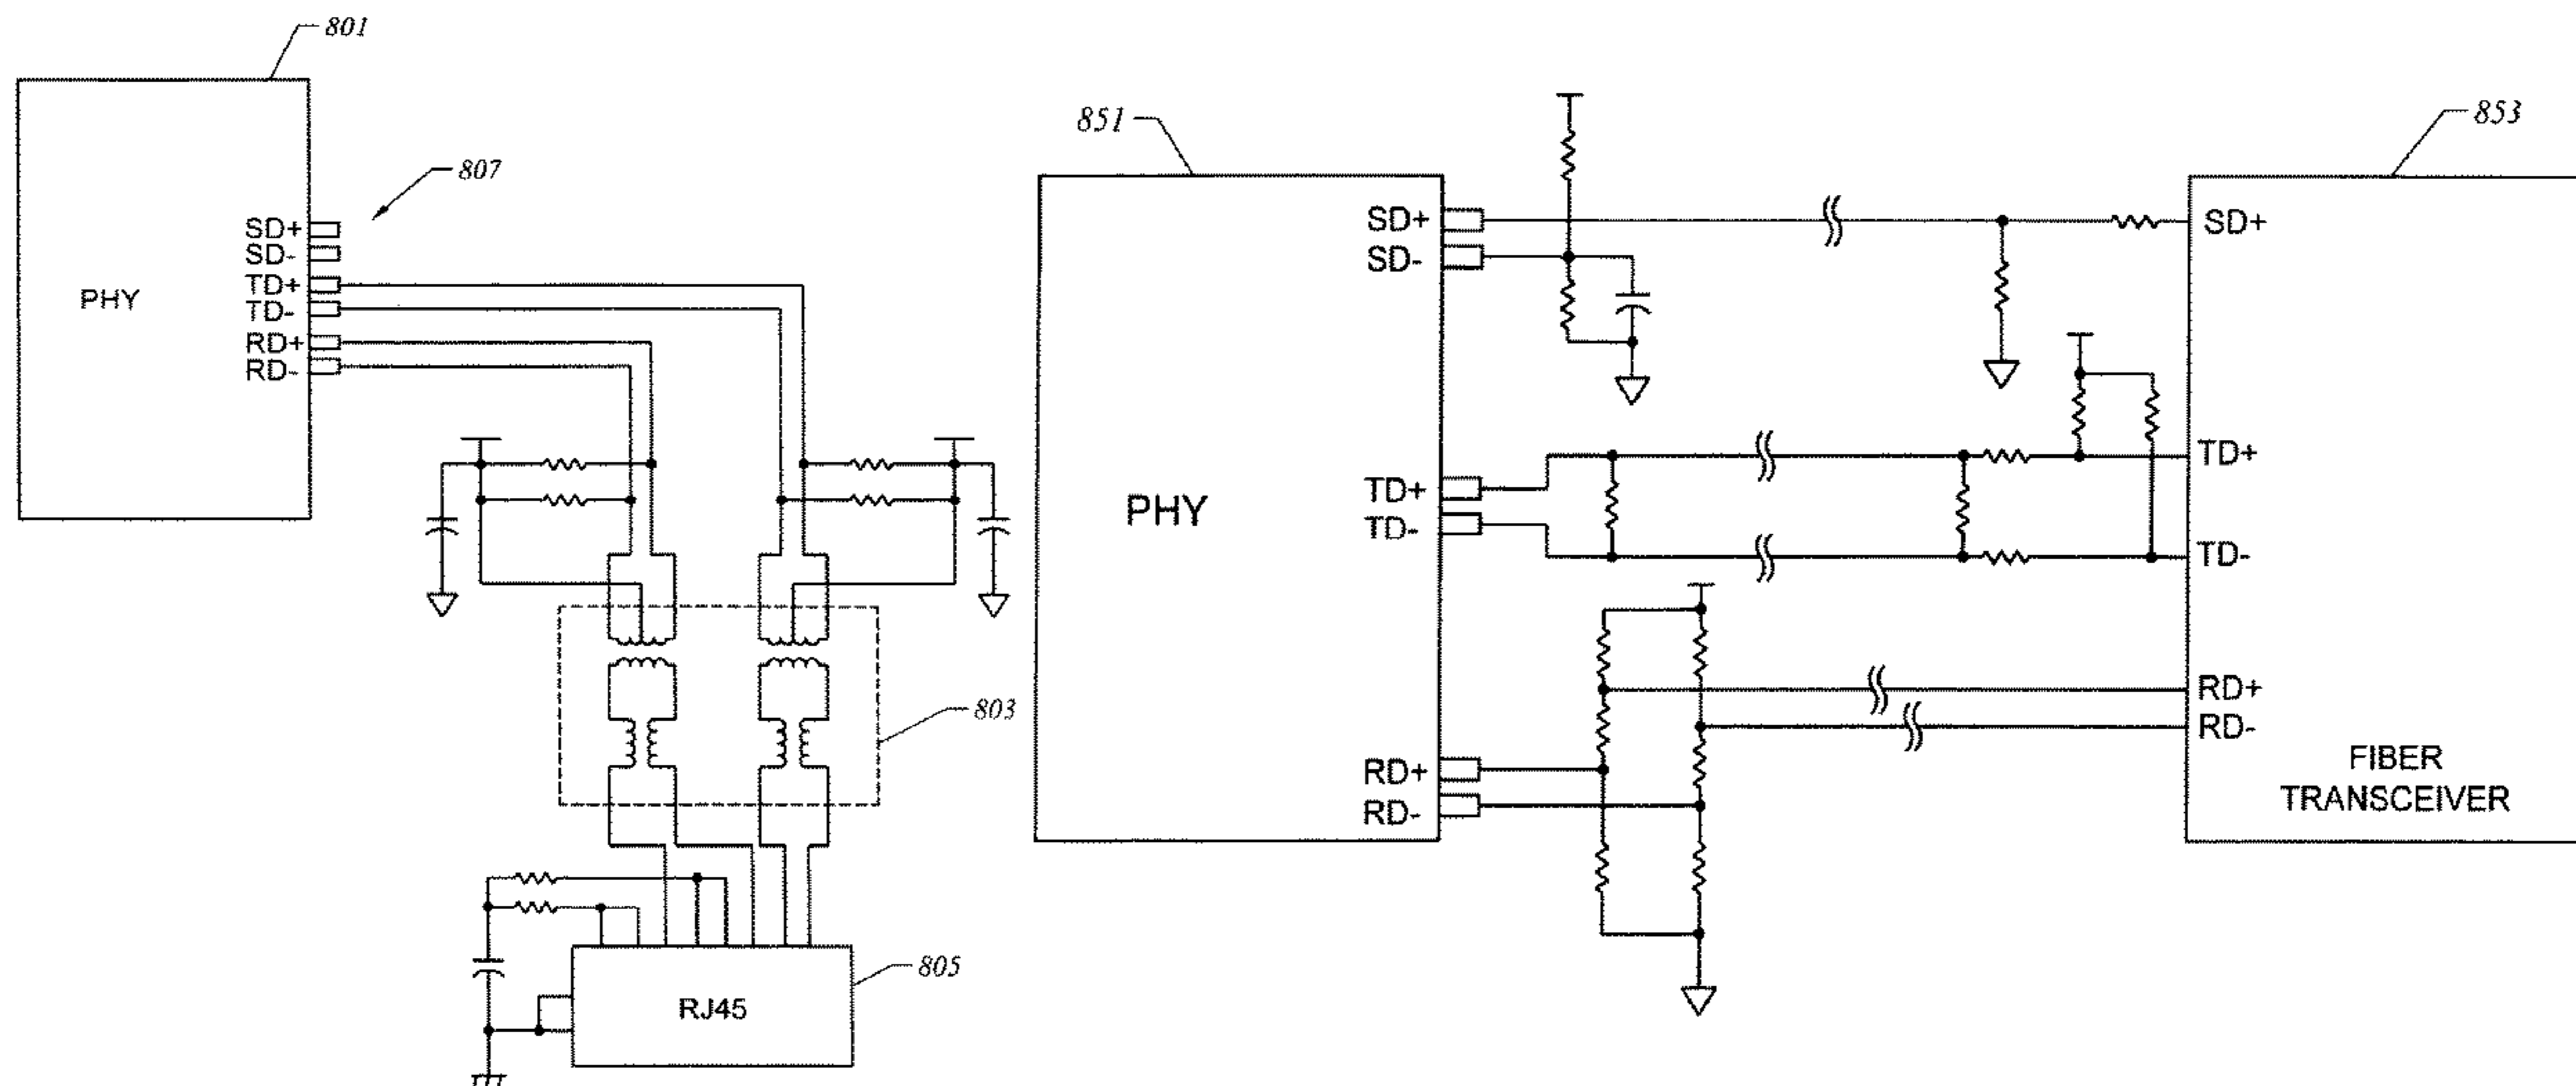 801
807
SD+
SD-
TD+
TD-
RD+
RD-
PHY
803
805
RJ45
851
853
SD+
SD-
TD+
TD-
RD+
RD-
PHY
SD+
TD+
TD-
RD+
RD-
FIBER
TRANSCEIVER